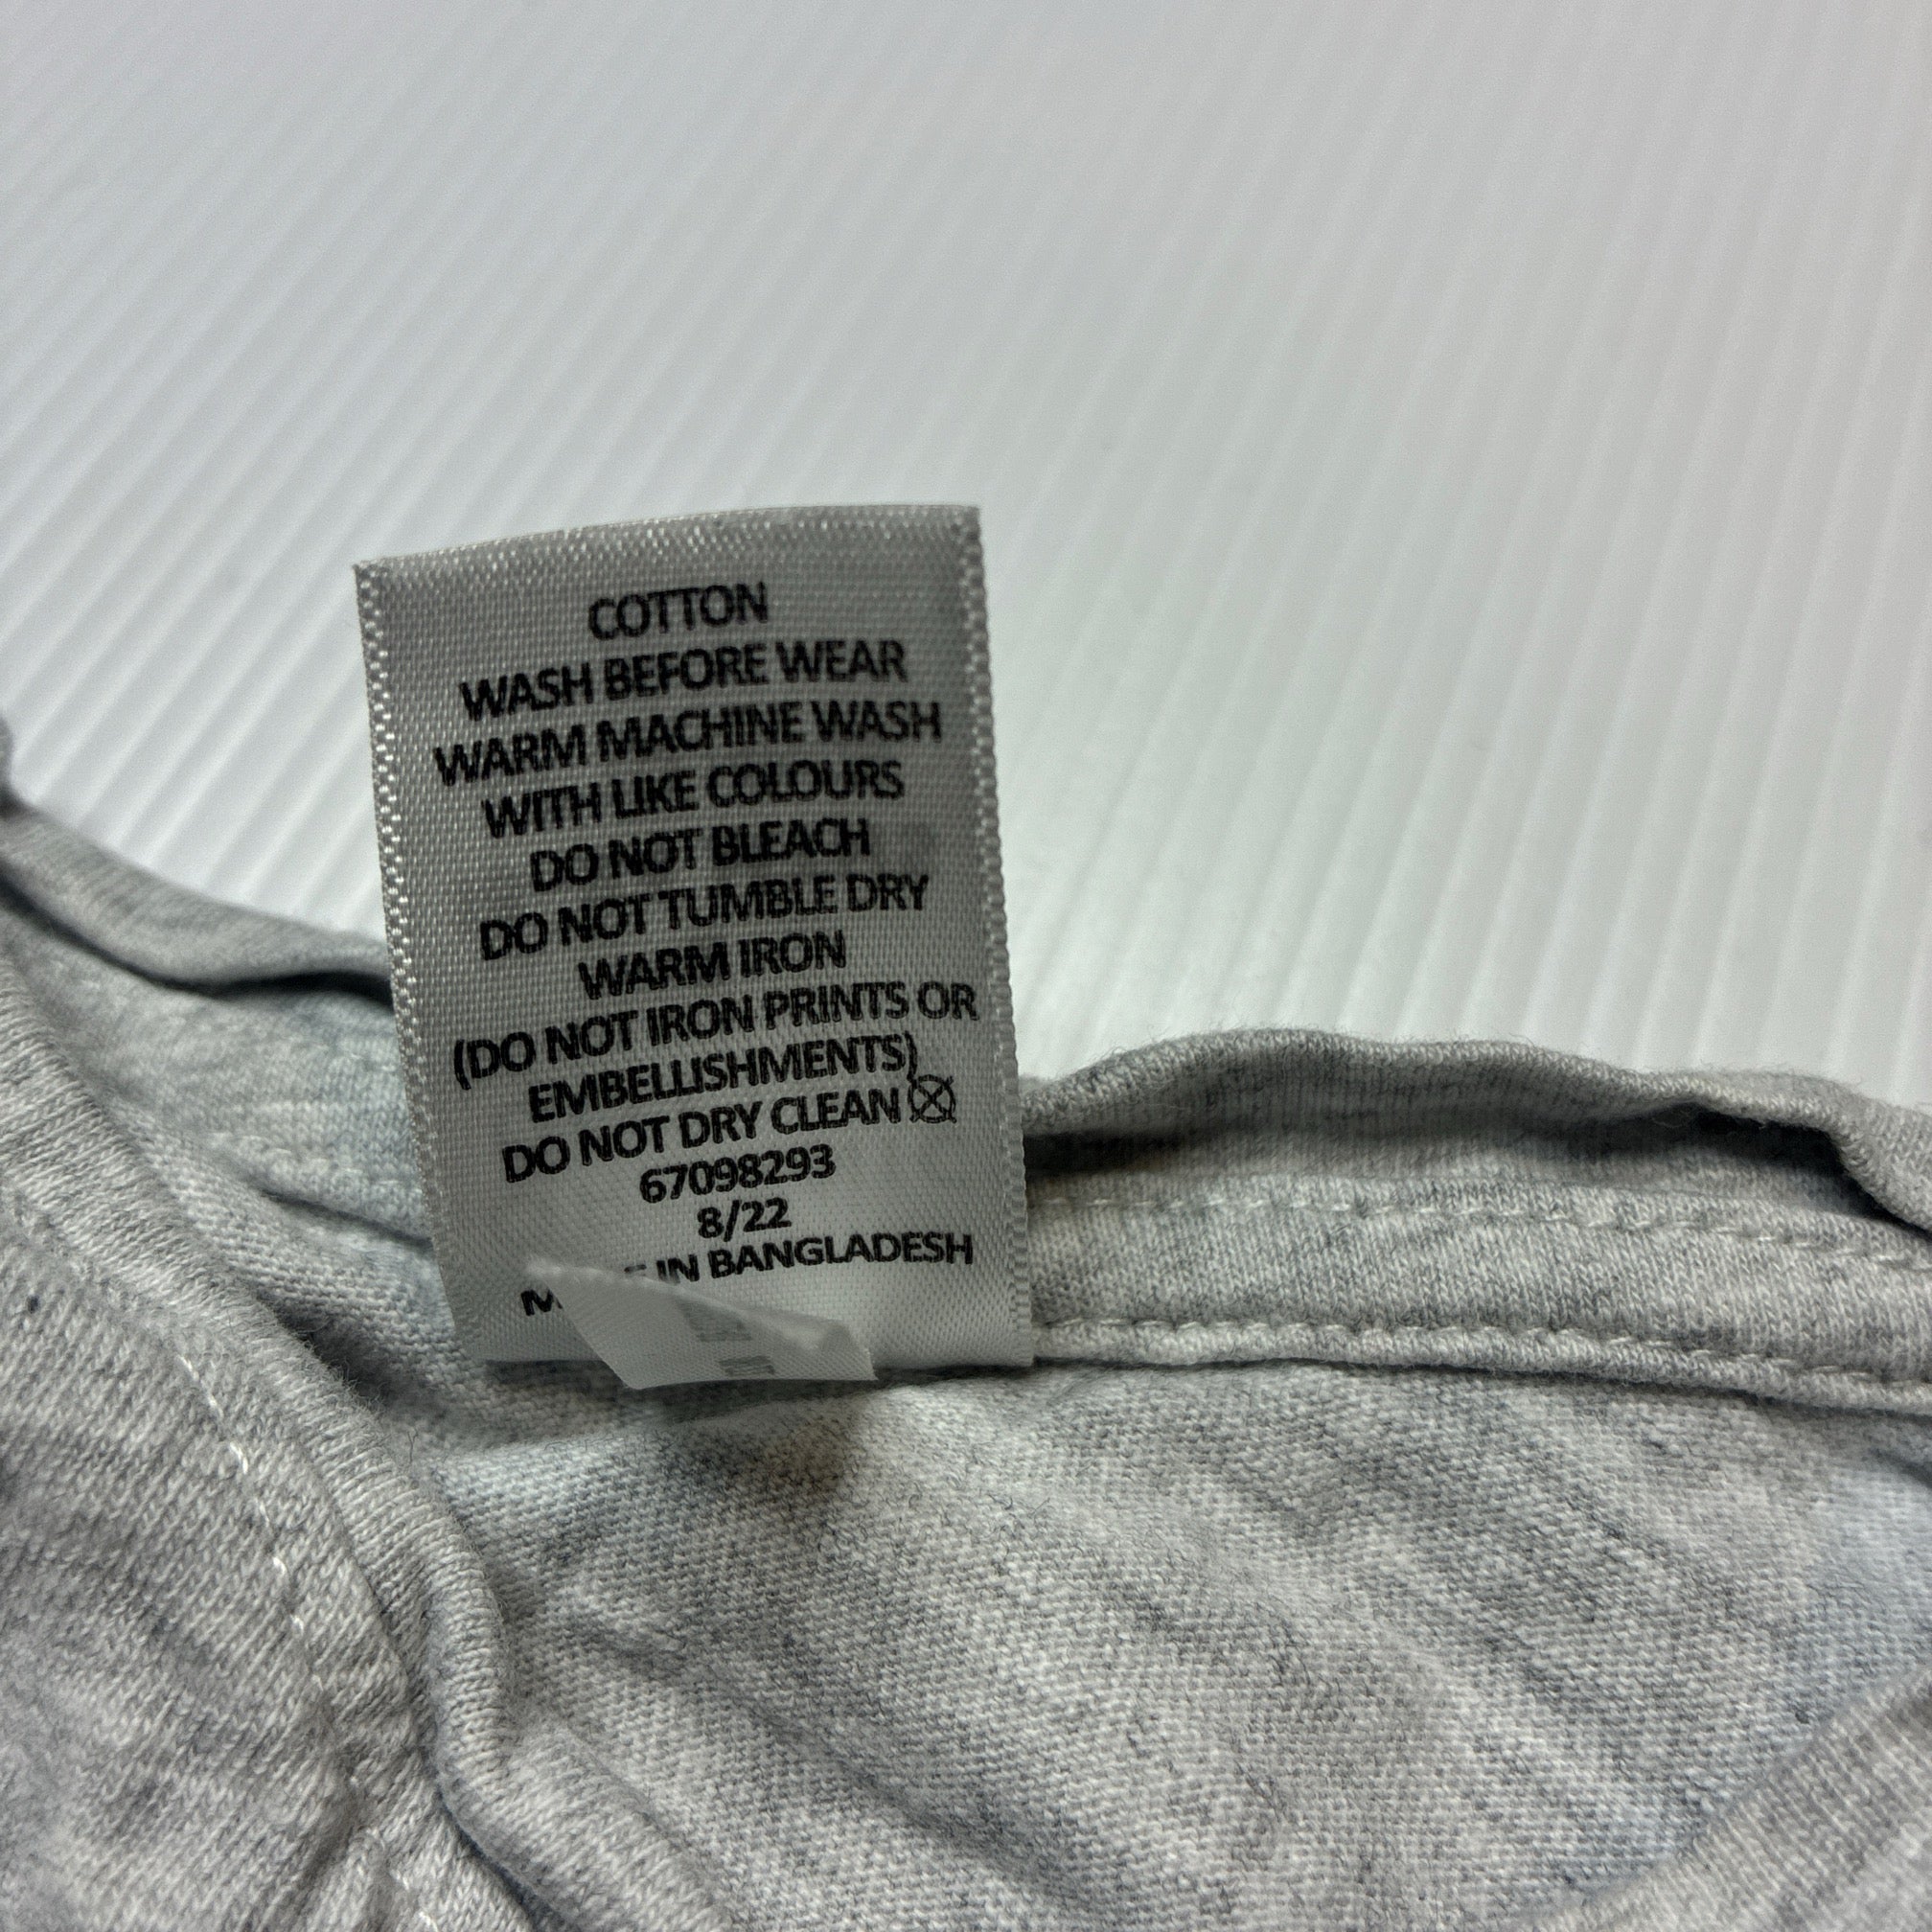 COTTON
WASH BEFORE WEAR
WARM MACHINE WASH
WITH LIKE COLOURS
DO NOT BLEACH
DO NOT TUMBLE DRY
WARM IRON
(DO NOT IRON PRINTS OR
EMBELLISHMENTS)
DO NOT DRY CLEAN
67098293
8/22
IN BANGLADESH